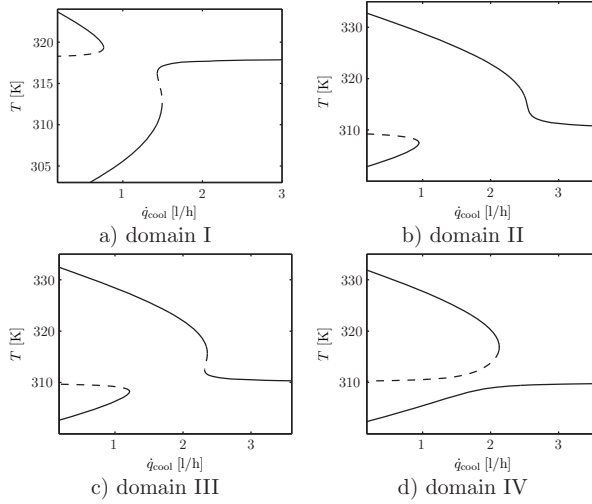 320
315
310
305
T [K]
1
2
3
q̇cool [l/h]
a) domain I
330
320
310
T [K]
1
2
3
q̇cool [l/h]
b) domain II
330
320
310
T [K]
1
2
3
q̇cool [l/h]
c) domain III
330
320
310
T [K]
1
2
3
q̇cool [l/h]
d) domain IV